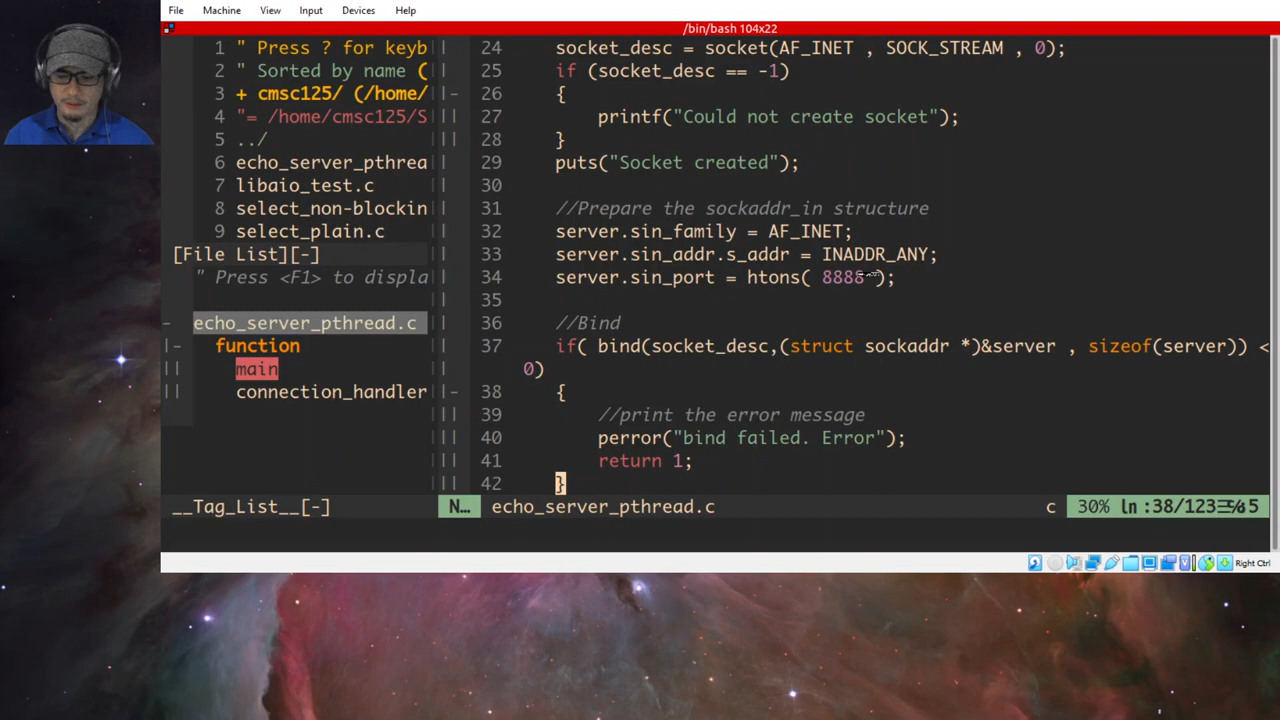 File Machine View Input Devices Help
/bin/bash 104x22
1 " Press ? for keyb
2 " Sorted by name (
3 + cmsc125/ (/home/
4 "= /home/cmsc125/S
5 ../
6 echo_server_pthrea
7 libaio_test.c
8 select_non-blockin
9 select_plain.c
[File List][-]
" Press <F1> to displa
echo_server_pthread.c
function
main
connection_handler
__Tag_List__[-]
24 socket_desc = socket(AF_INET , SOCK_STREAM , 0);
25 if (socket_desc == -1)
26 {
27 printf("Could not create socket");
28 }
29 puts("Socket created");
30
31 //Prepare the sockaddr_in structure
32 server.sin_family = AF_INET;
33 server.sin_addr.s_addr = INADDR_ANY;
34 server.sin_port = htons( 8888 );
35
36 //Bind
37 if( bind(socket_desc,(struct sockaddr *)&server , sizeof(server)) <
0)
38 {
39 //print the error message
40 perror("bind failed. Error");
41 return 1;
42 }
N… echo_server_pthread.c c 30% ln :38/123
Right Ctrl